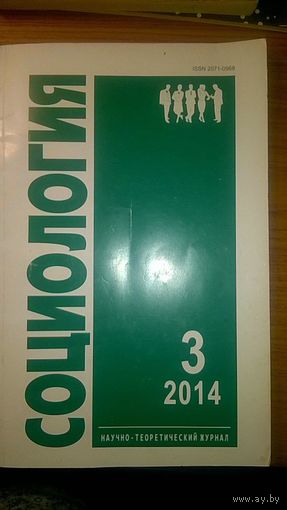 ISSN 2071-0968
СОЦИОЛОГИЯ
3
2014
НАУЧНО-ТЕОРЕТИЧЕСКИЙ ЖУРНАЛ
www.ay.by